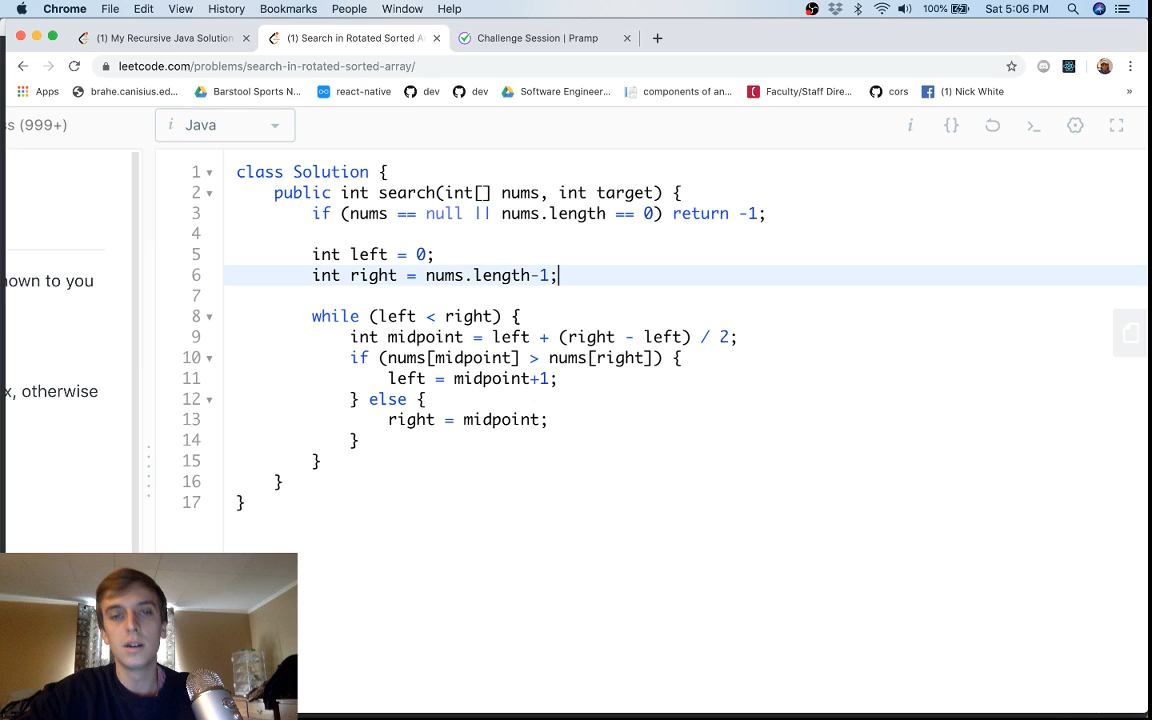 Chrome File Edit View History Bookmarks People Window Help 100% Sat 5:06 PM
(1) My Recursive Java Solution (1) Search in Rotated Sorted A Challenge Session | Pramp
leetcode.com/problems/search-in-rotated-sorted-array/
Apps brahe.canisius.ed... Barstool Sports N... react-native dev dev Software Engineer... components of an... Faculty/Staff Dire... cors (1) Nick White »
s (999+)
i Java
i {} >_
own to you
x, otherwise
1 class Solution {
2 public int search(int[] nums, int target) {
3 if (nums == null || nums.length == 0) return -1;
4
5 int left = 0;
6 int right = nums.length-1;
7
8 while (left < right) {
9 int midpoint = left + (right - left) / 2;
10 if (nums[midpoint] > nums[right]) {
11 left = midpoint+1;
12 } else {
13 right = midpoint;
14 }
15 }
16 }
17 }